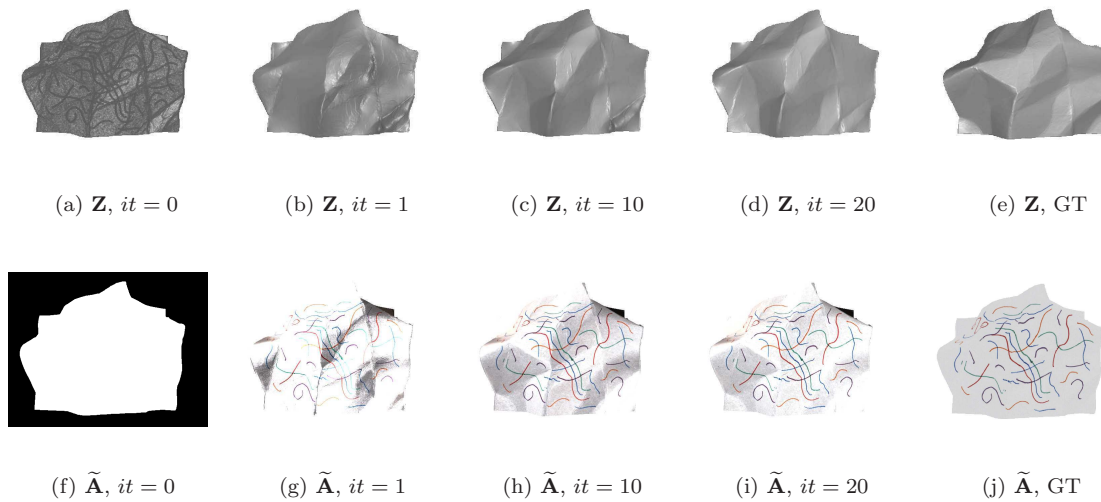 (a) Z, it = 0
(b) Z, it = 1
(c) Z, it = 10
(d) Z, it = 20
(e) Z, GT
(f) Ã, it = 0
(g) Ã, it = 1
(h) Ã, it = 10
(i) Ã, it = 20
(j) Ã, GT